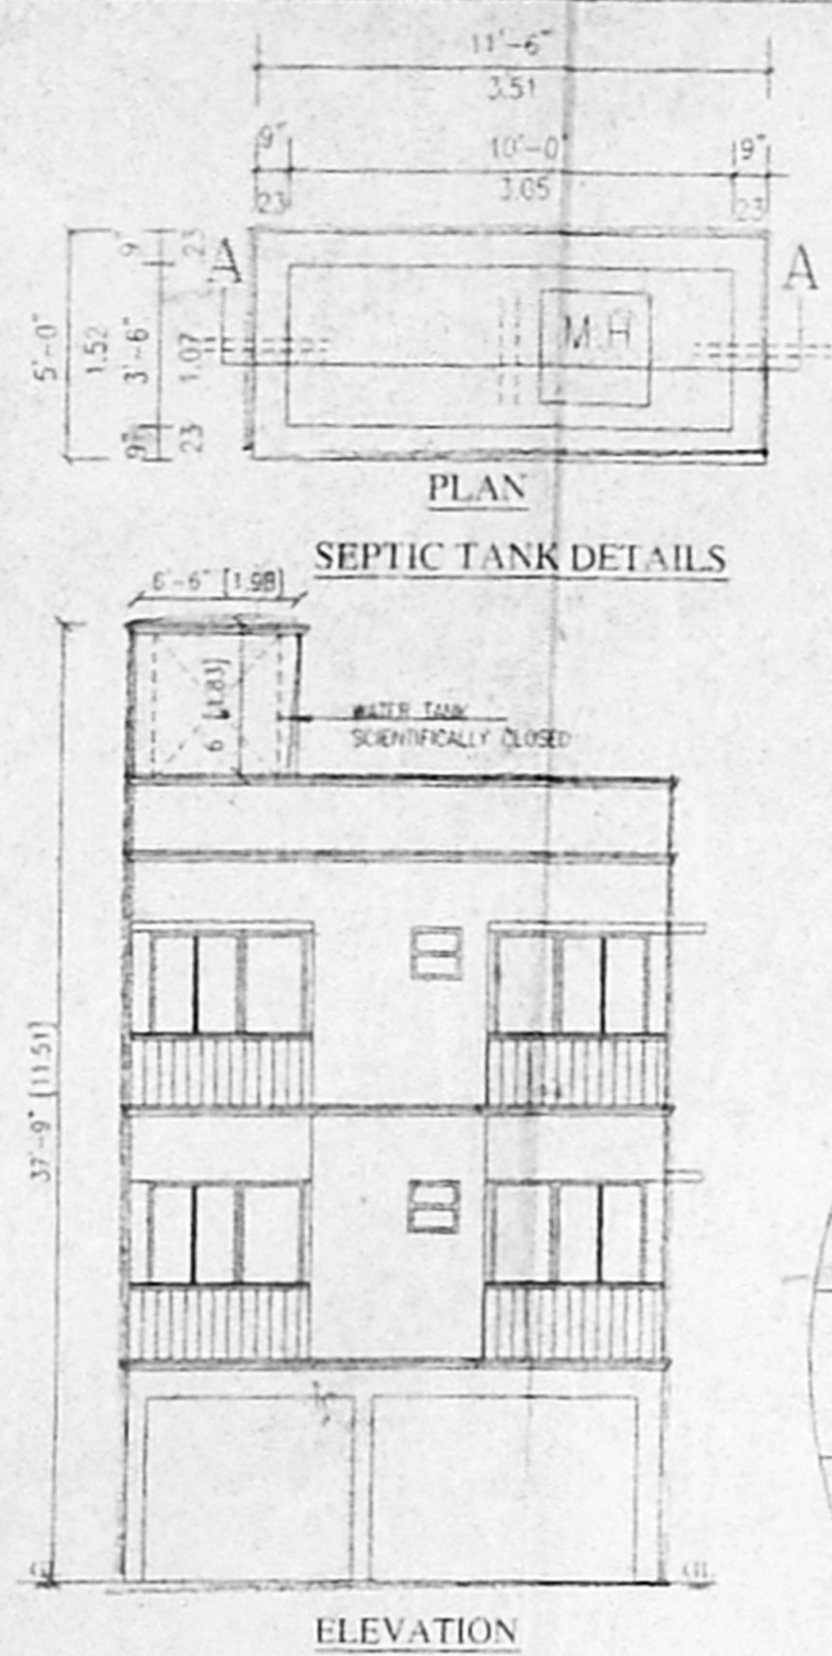 11'-6"
3.51
9" 10'-0" 9"
23 3.05 23
A A
5'-0"
1.52
9" 3'-6" 9"
23 1.07 23
M.H
PLAN
SEPTIC TANK DETAILS
6'-6" [1.98]
6' [1.83]
WATER TANK
SCIENTIFICALLY CLOSED
37'-9" [11.51]
GL
ELEVATION